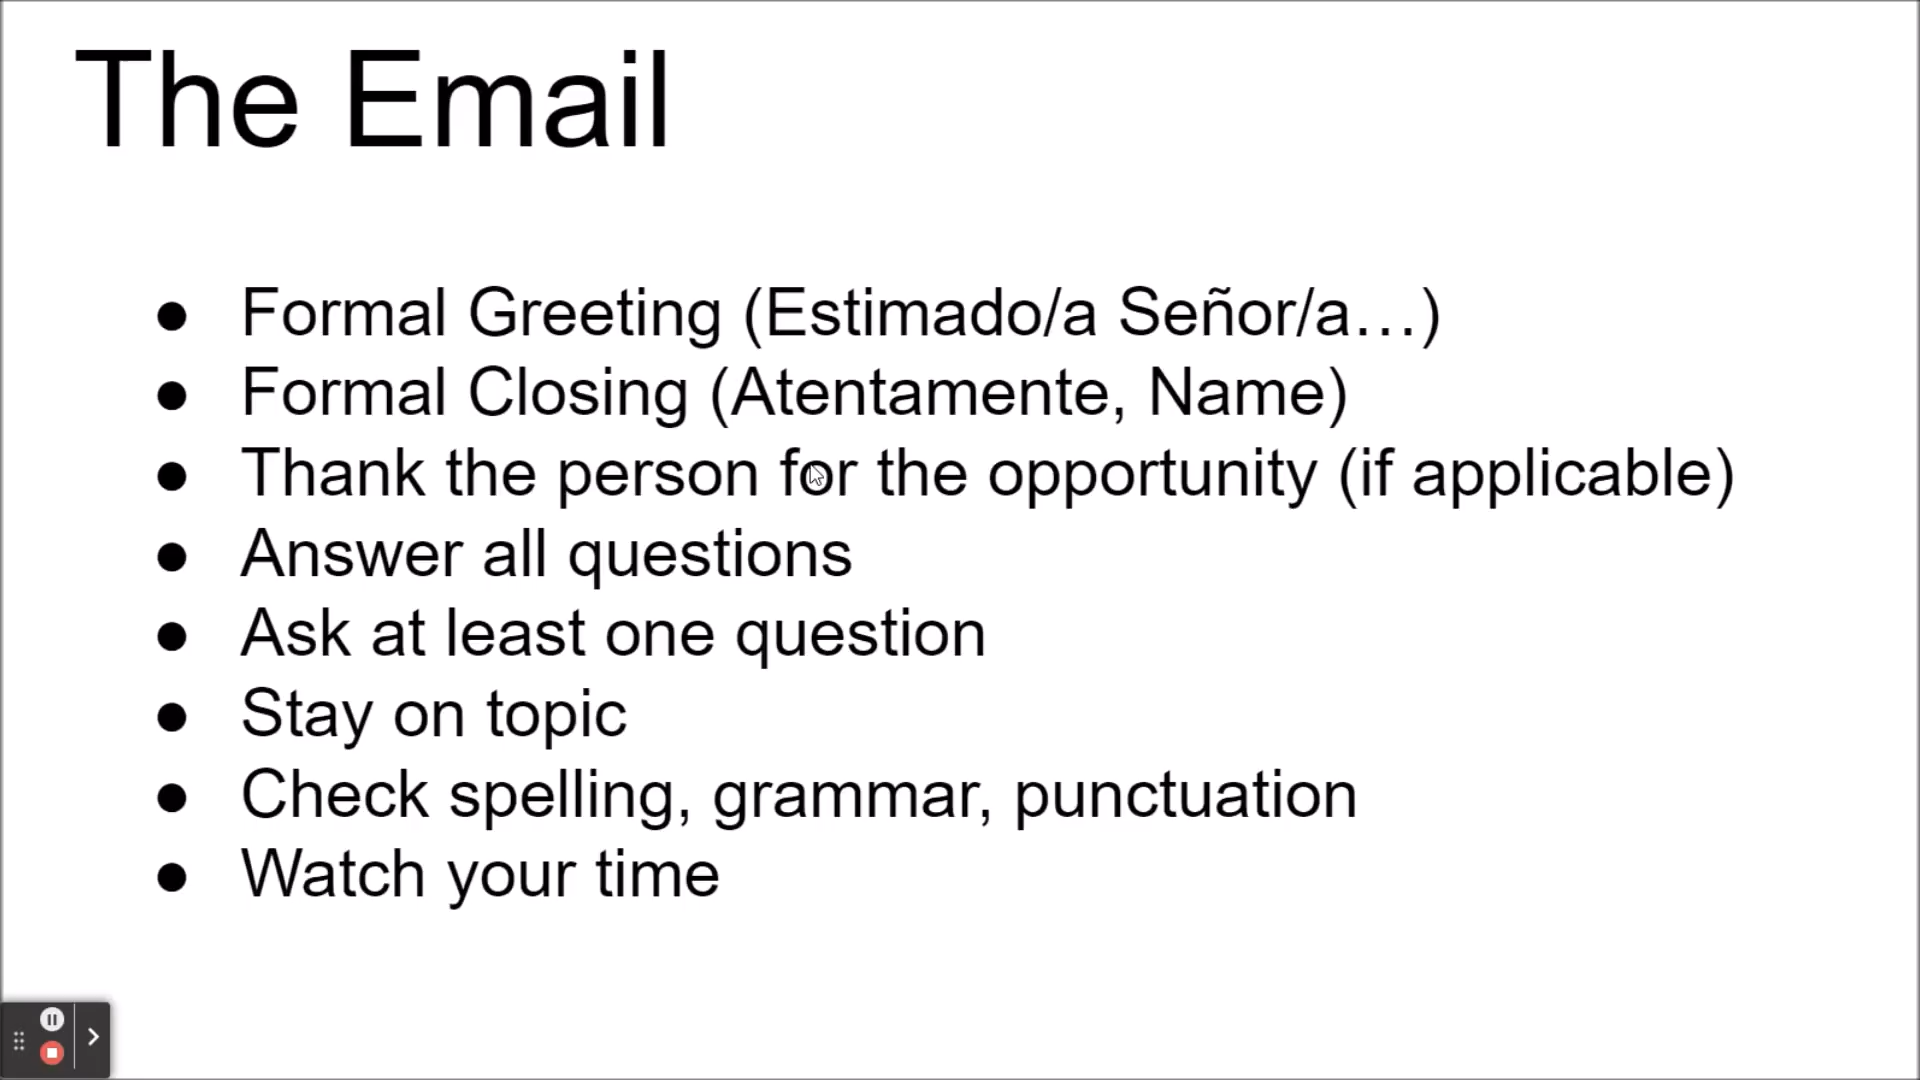 The Email
● Formal Greeting (Estimado/a Señor/a…)
● Formal Closing (Atentamente, Name)
● Thank the person for the opportunity (if applicable)
● Answer all questions
● Ask at least one question
● Stay on topic
● Check spelling, grammar, punctuation
● Watch your time